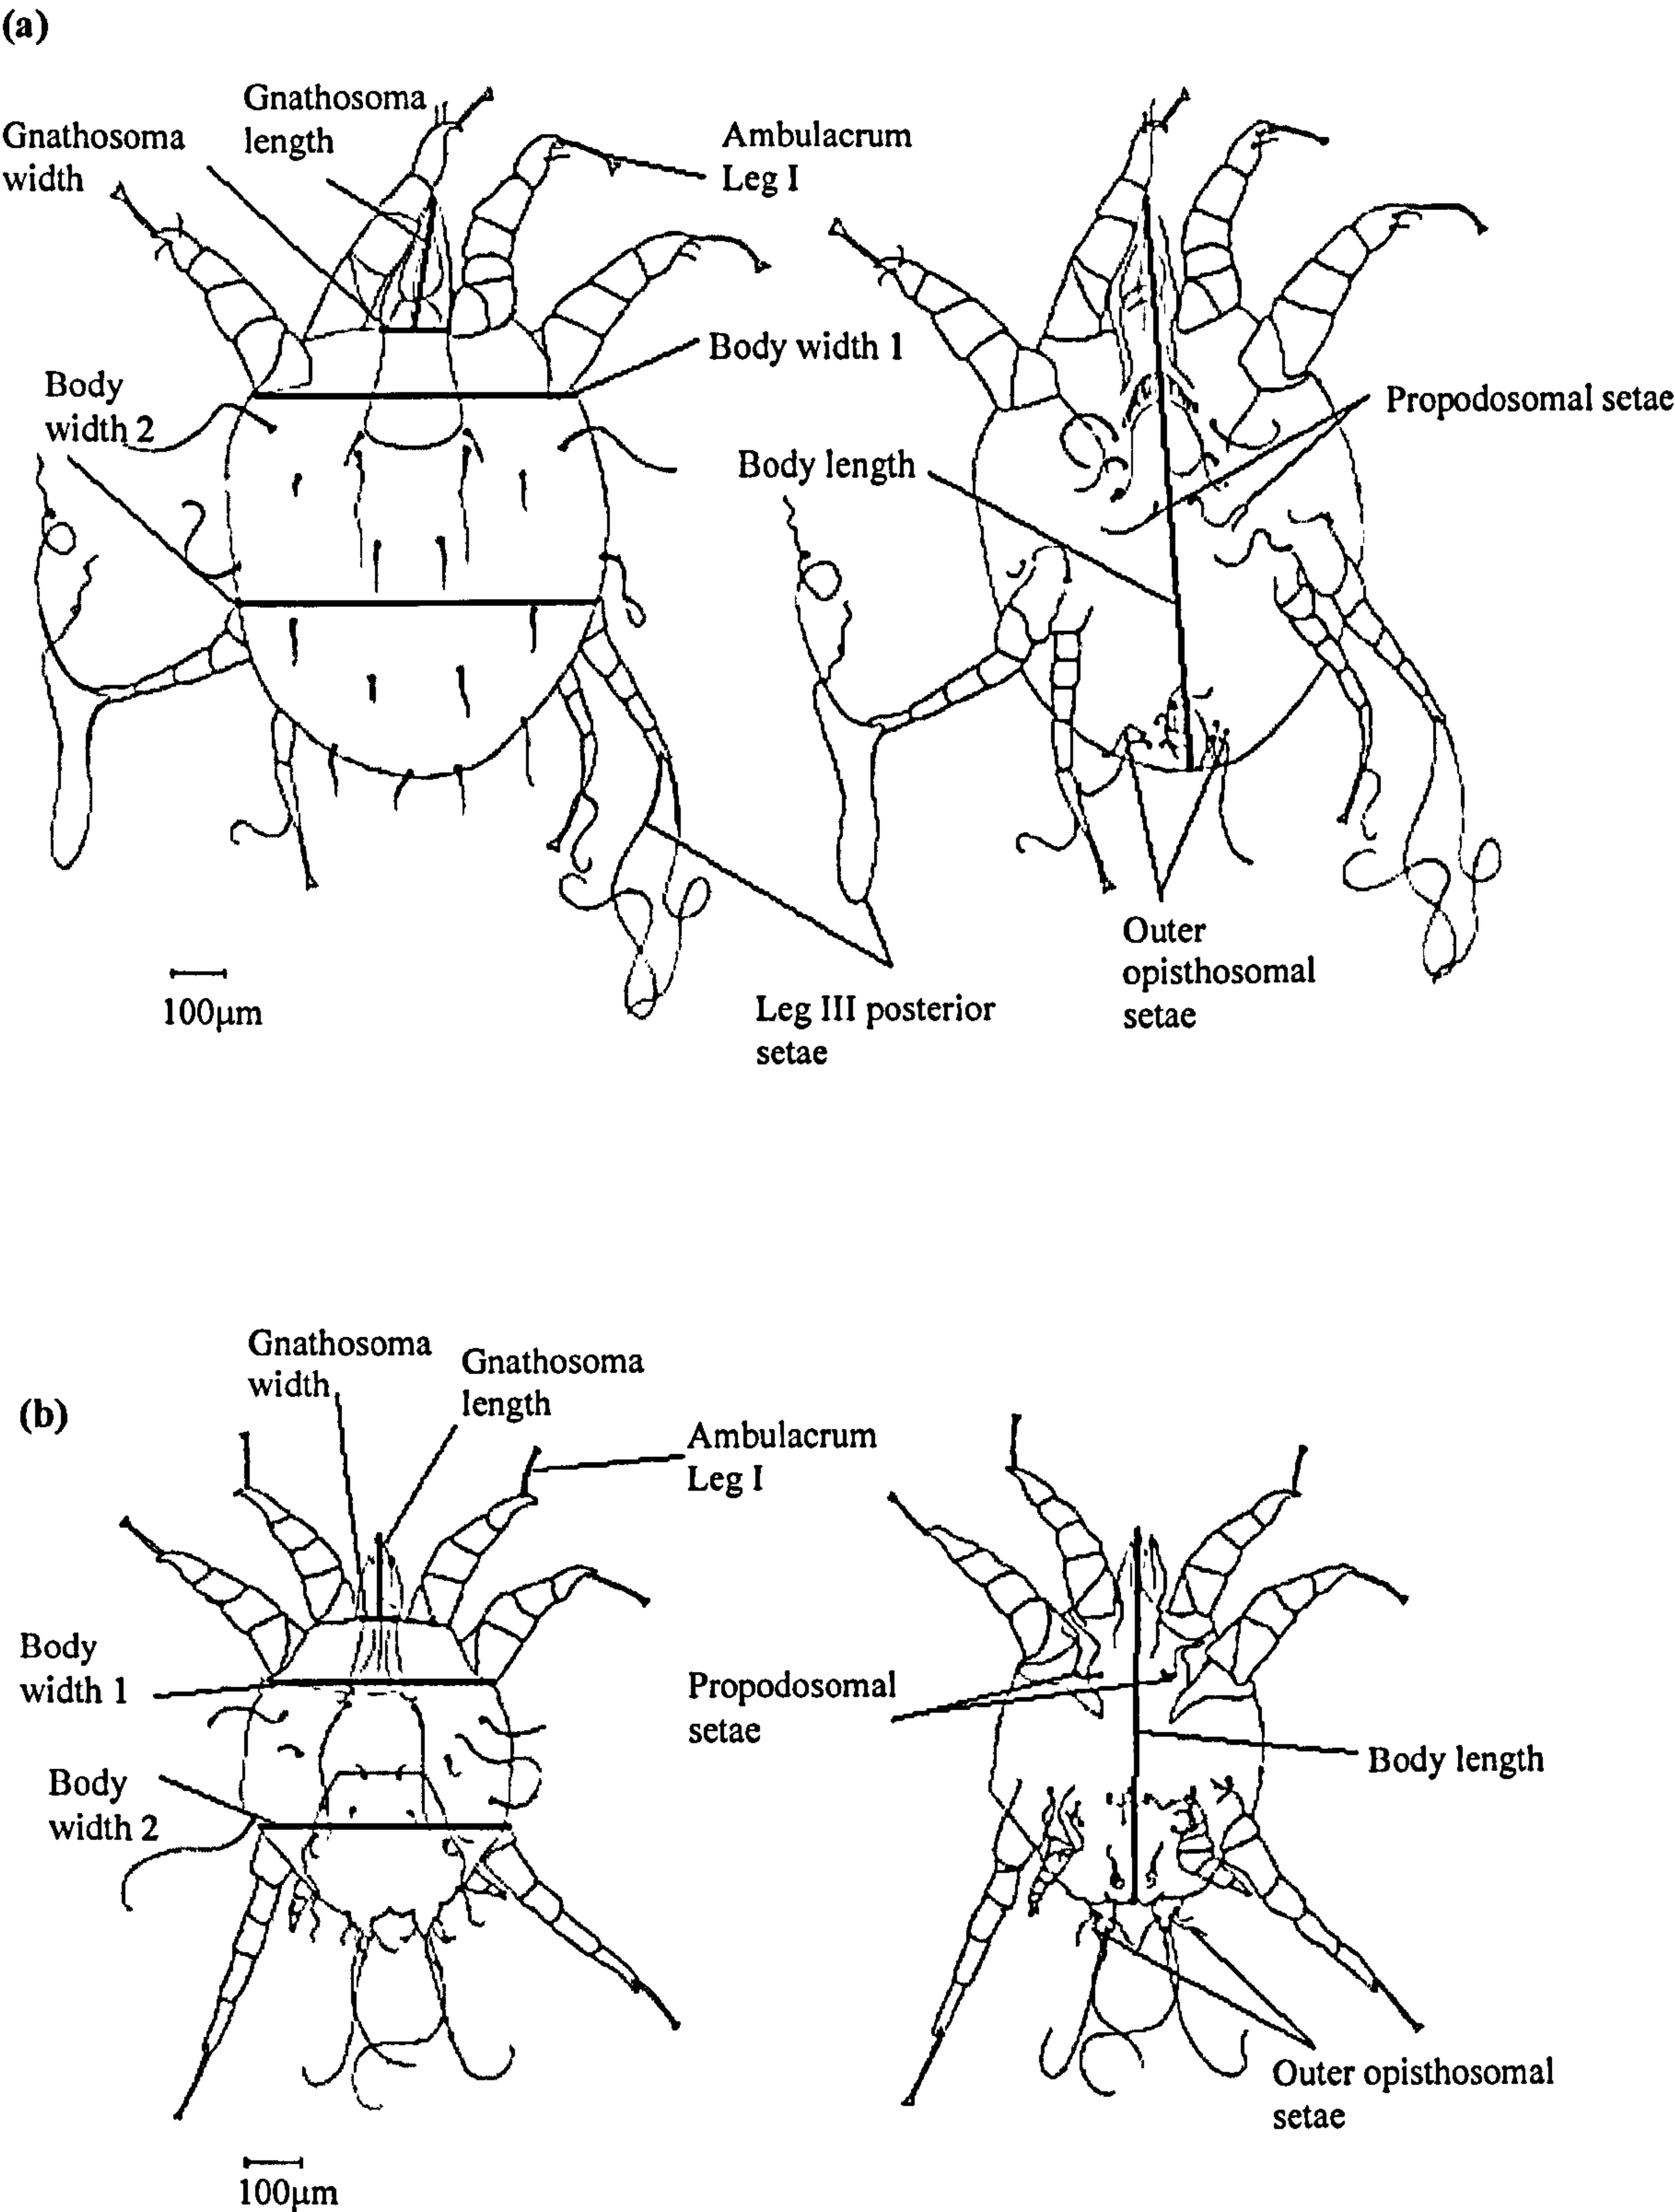 (a)
Gnathosoma
length
Gnathosoma
width
Ambulacrum
Leg I
Body width 1
Body
width 2
Propodosomal setae
Body length
Outer
opisthosomal
setae
100μm
Leg III posterior
setae
(b)
Gnathosoma
width
Gnathosoma
length
Ambulacrum
Leg I
Body
width 1
Propodosomal
setae
Body length
Body
width 2
Outer opisthosomal
setae
100μm